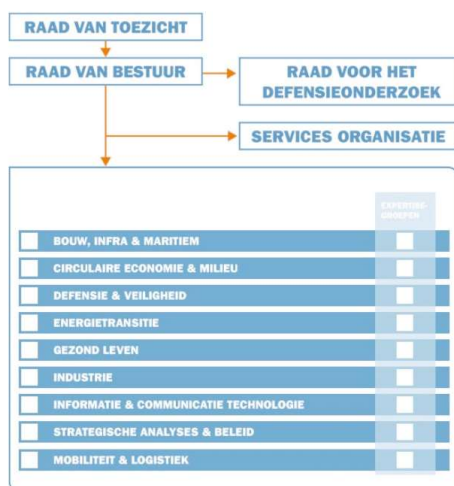 RAAD VAN TOEZICHT
RAAD VAN BESTUUR
RAAD VOOR HET
DEFENSIEONDERZOEK
SERVICES ORGANISATIE
EXPERTISE-
GROEPEN
BOUW, INFRA & MARITIEM
CIRCULAIRE ECONOMIE & MILIEU
DEFENSIE & VEILIGHEID
ENERGIETRANSITIE
GEZOND LEVEN
INDUSTRIE
INFORMATIE & COMMUNICATIE TECHNOLOGIE
STRATEGISCHE ANALYSES & BELEID
MOBILITEIT & LOGISTIEK